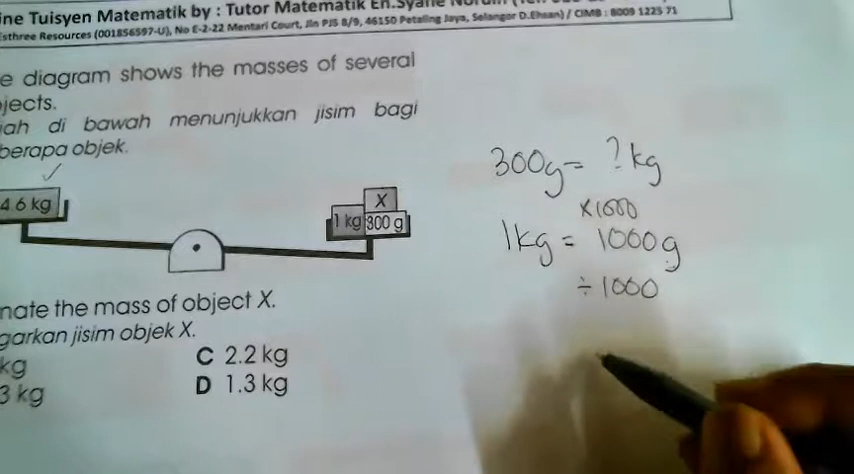 ine Tuisyen Matematik by : Tutor Matematik En.Syahe
Esthree Resources (001856597-U), No E-2-22 Mentari Court, Jln PJS 8/9, 46150 Petaling Jaya, Selangor D.Ehsan) / CIMB : 8009 1225 71
e diagram shows the masses of several
jects.
jah di bawah menunjukkan jisim bagi
berapa objek.
300g = ? kg
4.6 kg
X
1 kg 300 g
x1000
1kg = 1000g
÷ 1000
nate the mass of object X.
garkan jisim objek X.
kg
C 2.2 kg
3 kg
D 1.3 kg